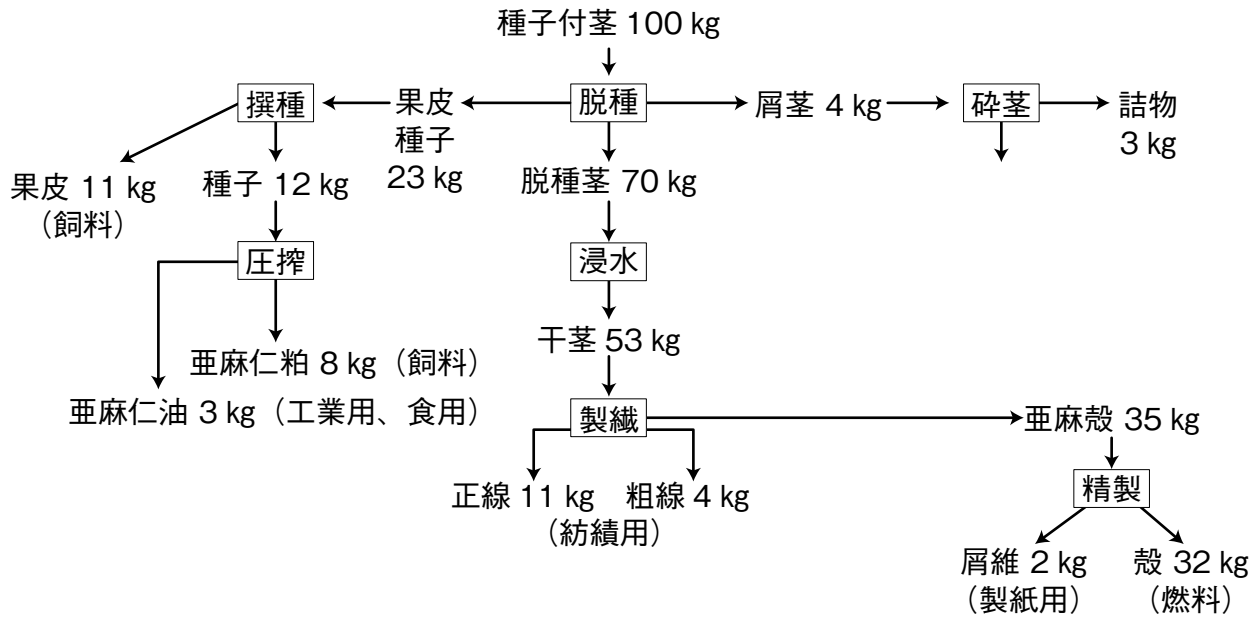 種子付茎 100 kg
撰種
果皮
種子
23 kg
脱種
屑茎 4 kg
砕茎
詰物
3 kg
果皮 11 kg
（飼料）
種子 12 kg
脱種茎 70 kg
圧搾
浸水
亜麻仁粕 8 kg（飼料）
亜麻仁油 3 kg（工業用、食用）
干茎 53 kg
製繊
亜麻殻 35 kg
正線 11 kg
粗線 4 kg
（紡績用）
精製
屑維 2 kg
（製紙用）
殻 32 kg
（燃料）